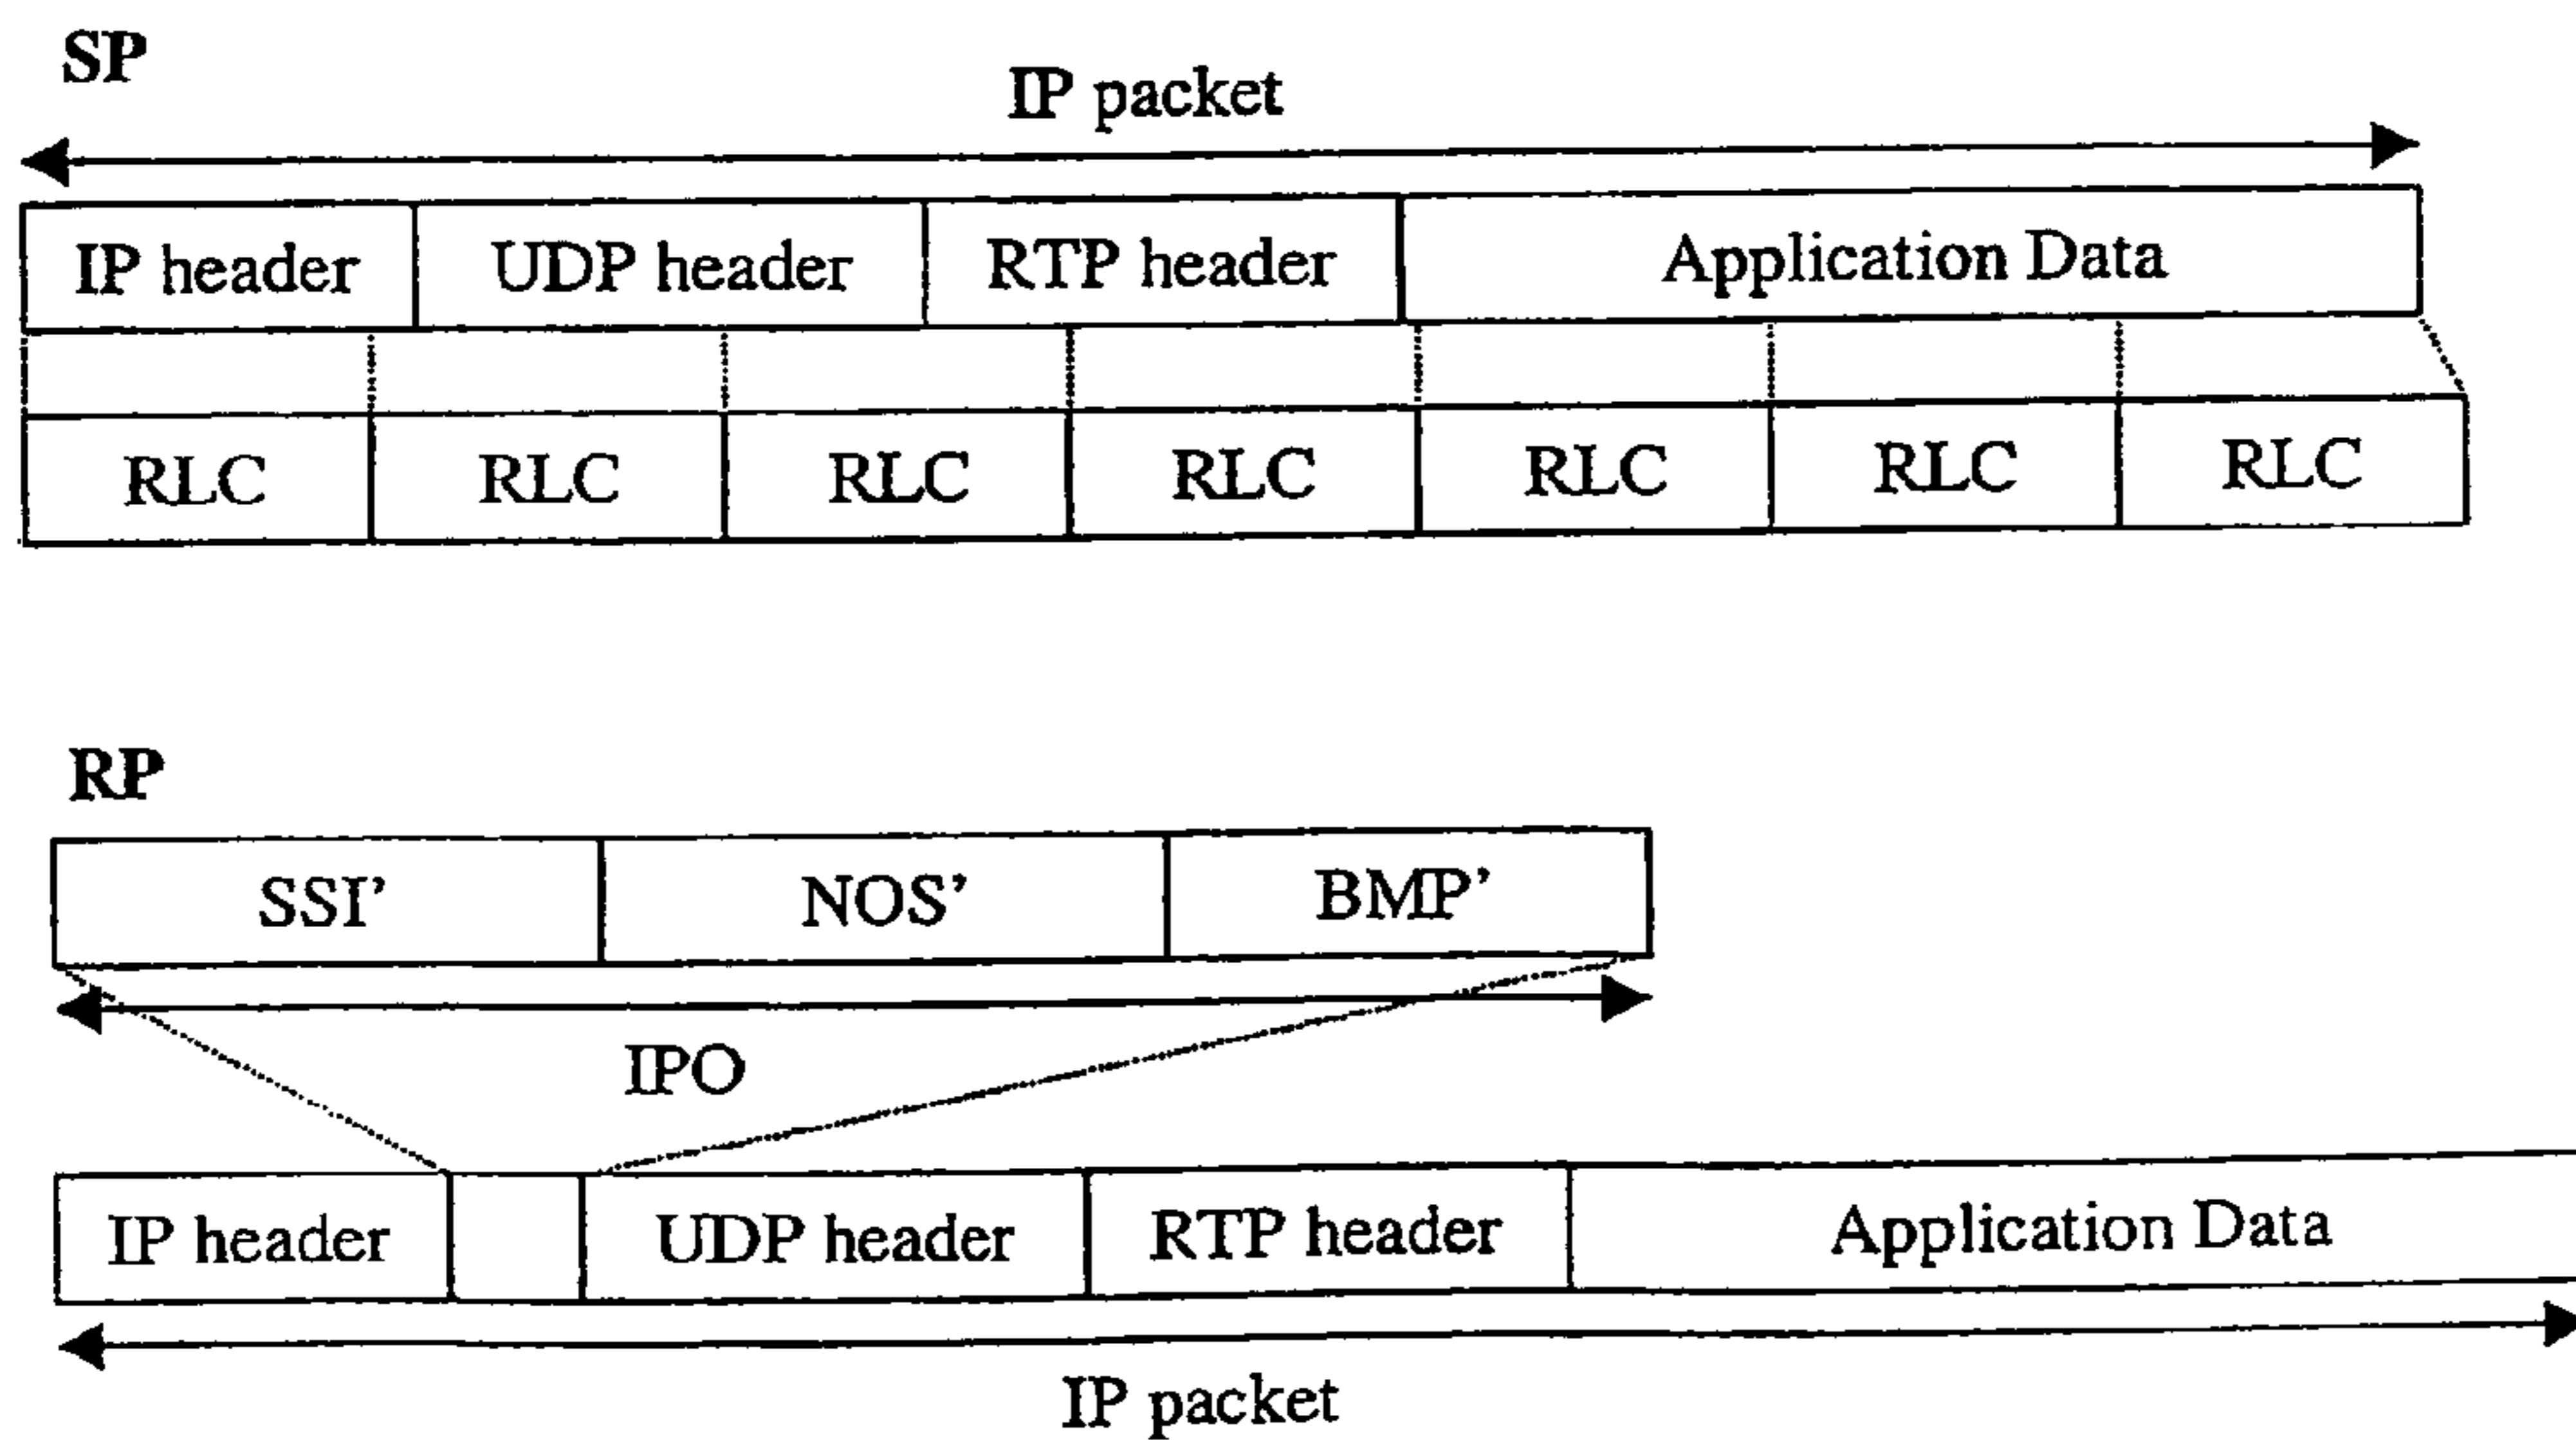 SP
IP packet
IP header UDP header RTP header Application Data
RLC RLC RLC RLC RLC RLC RLC
RP
SSI’ NOS’ BMP’
IPO
IP header UDP header RTP header Application Data
IP packet